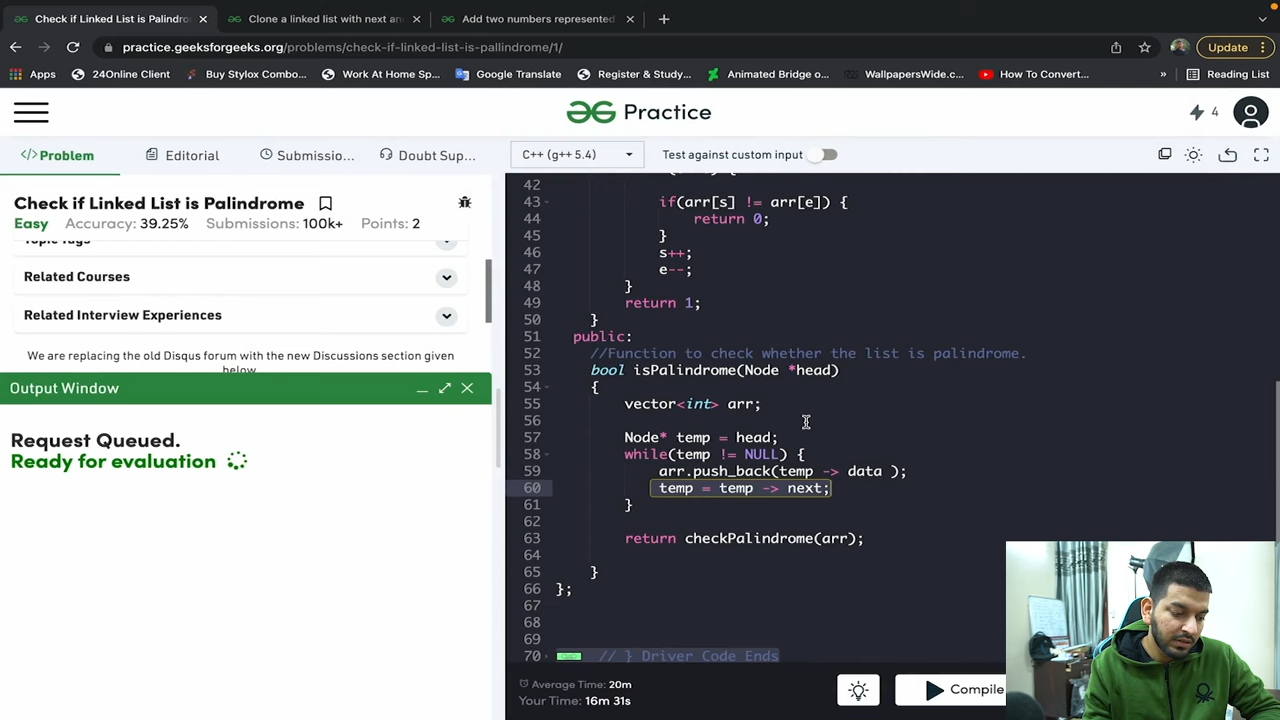 Check if Linked List is Palindro
Clone a linked list with next an
Add two numbers represented
practice.geeksforgeeks.org/problems/check-if-linked-list-is-pallindrome/1/
Update
Apps
24Online Client
Buy Stylox Combo...
Work At Home Sp...
Google Translate
Register & Study...
Animated Bridge o...
WallpapersWide.c...
How To Convert...
»
Reading List
Practice
4
</>Problem
Editorial
Submissio...
Doubt Sup...
C++ (g++ 5.4)
Test against custom input
Check if Linked List is Palindrome
Easy Accuracy: 39.25% Submissions: 100k+ Points: 2
Topic Tags
Related Courses
Related Interview Experiences
We are replacing the old Disqus forum with the new Discussions section given
below.
Output Window
Request Queued.
Ready for evaluation
42
43 if(arr[s] != arr[e]) {
44 return 0;
45 }
46 s++;
47 e--;
48 }
49 return 1;
50 }
51 public:
52 //Function to check whether the list is palindrome.
53 bool isPalindrome(Node *head)
54 {
55 vector<int> arr;
56
57 Node* temp = head;
58 while(temp != NULL) {
59 arr.push_back(temp -> data );
60 temp = temp -> next;
61 }
62
63 return checkPalindrome(arr);
64
65 }
66 };
67
68
69
70 // } Driver Code Ends
Average Time: 20m
Your Time: 16m 31s
Compile